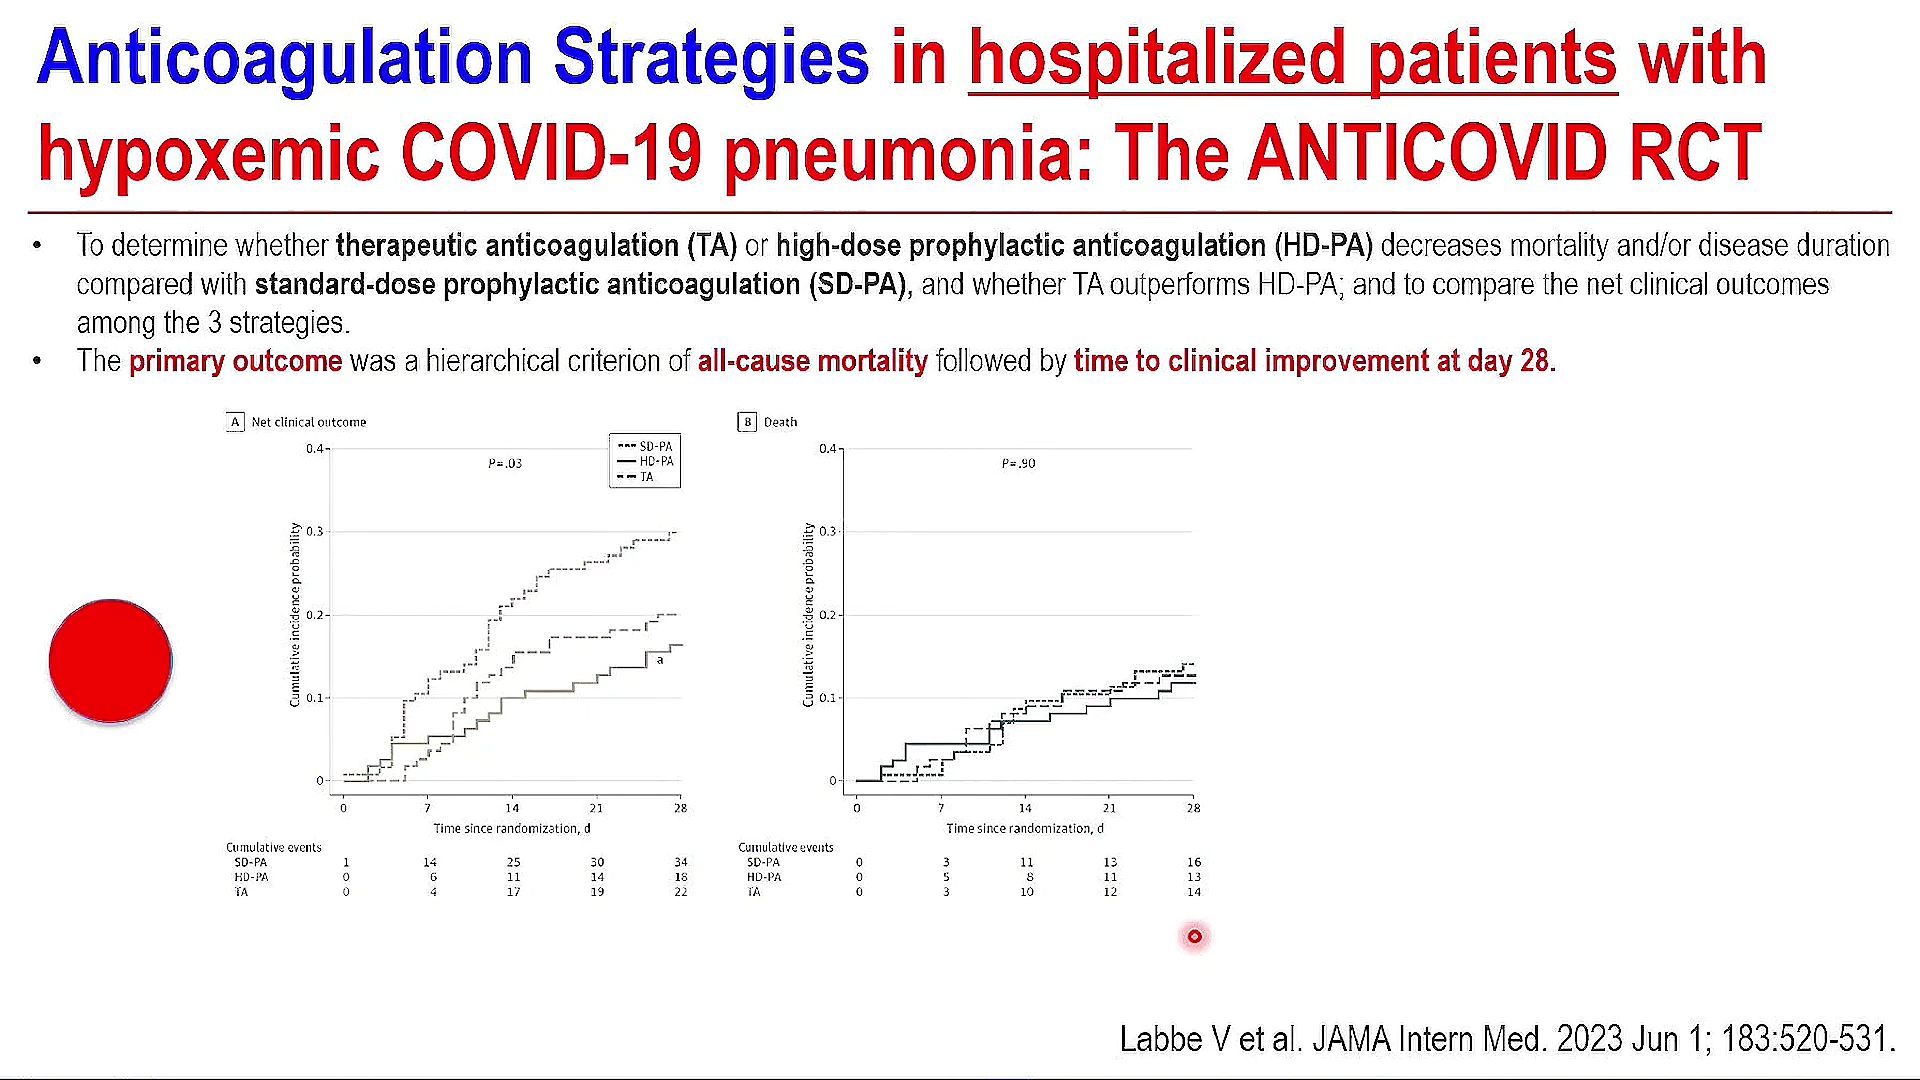 Anticoagulation Strategies in hospitalized patients with
hypoxemic COVID-19 pneumonia: The ANTICOVID RCT
• To determine whether therapeutic anticoagulation (TA) or high-dose prophylactic anticoagulation (HD-PA) decreases mortality and/or disease duration
compared with standard-dose prophylactic anticoagulation (SD-PA), and whether TA outperforms HD-PA; and to compare the net clinical outcomes
among the 3 strategies.
• The primary outcome was a hierarchical criterion of all-cause mortality followed by time to clinical improvement at day 28.
A Net clinical outcome
SD-PA
HD-PA
TA
P=.03
0.4
0.3
0.2
0.1
0
Cumulative incidence probability
a
0 7 14 21 28
Time since randomization, d
Cumulative events
SD-PA 1 14 25 30 34
HD-PA 0 6 11 14 18
TA 0 4 17 19 22
B Death
P=.90
0.4
0.3
0.2
0.1
0
Cumulative incidence probability
0 7 14 21 28
Time since randomization, d
Cumulative events
SD-PA 0 3 11 13 16
HD-PA 0 5 8 11 13
TA 0 3 10 12 14
Labbe V et al. JAMA Intern Med. 2023 Jun 1; 183:520-531.